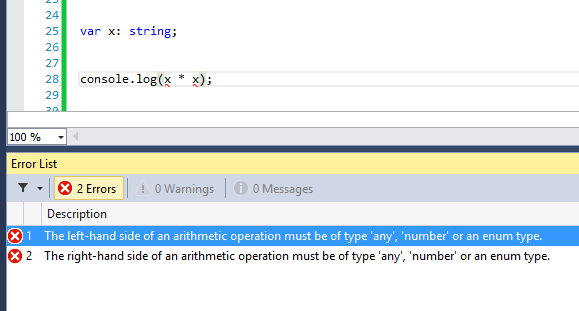 23
24
25 var x: string;
26
27
28 console.log(x * x);
29
30
100 %
Error List
2 Errors 0 Warnings 0 Messages
Description
1 The left-hand side of an arithmetic operation must be of type 'any', 'number' or an enum type.
2 The right-hand side of an arithmetic operation must be of type 'any', 'number' or an enum type.